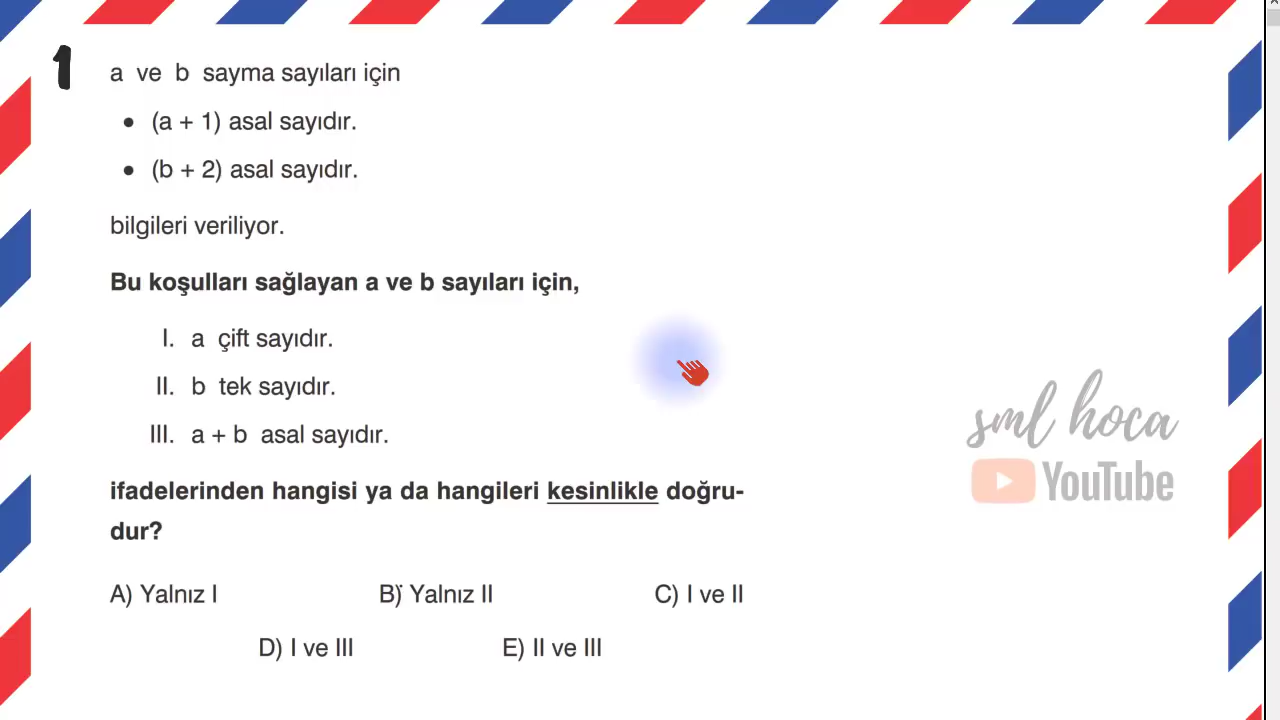 1
a ve b sayma sayıları için
• (a + 1) asal sayıdır.
• (b + 2) asal sayıdır.
bilgileri veriliyor.
Bu koşulları sağlayan a ve b sayıları için,
I. a çift sayıdır.
II. b tek sayıdır.
III. a + b asal sayıdır.
ifadelerinden hangisi ya da hangileri kesinlikle doğru-
dur?
A) Yalnız I B) Yalnız II C) I ve II
D) I ve III E) II ve III
sml hoca
YouTube